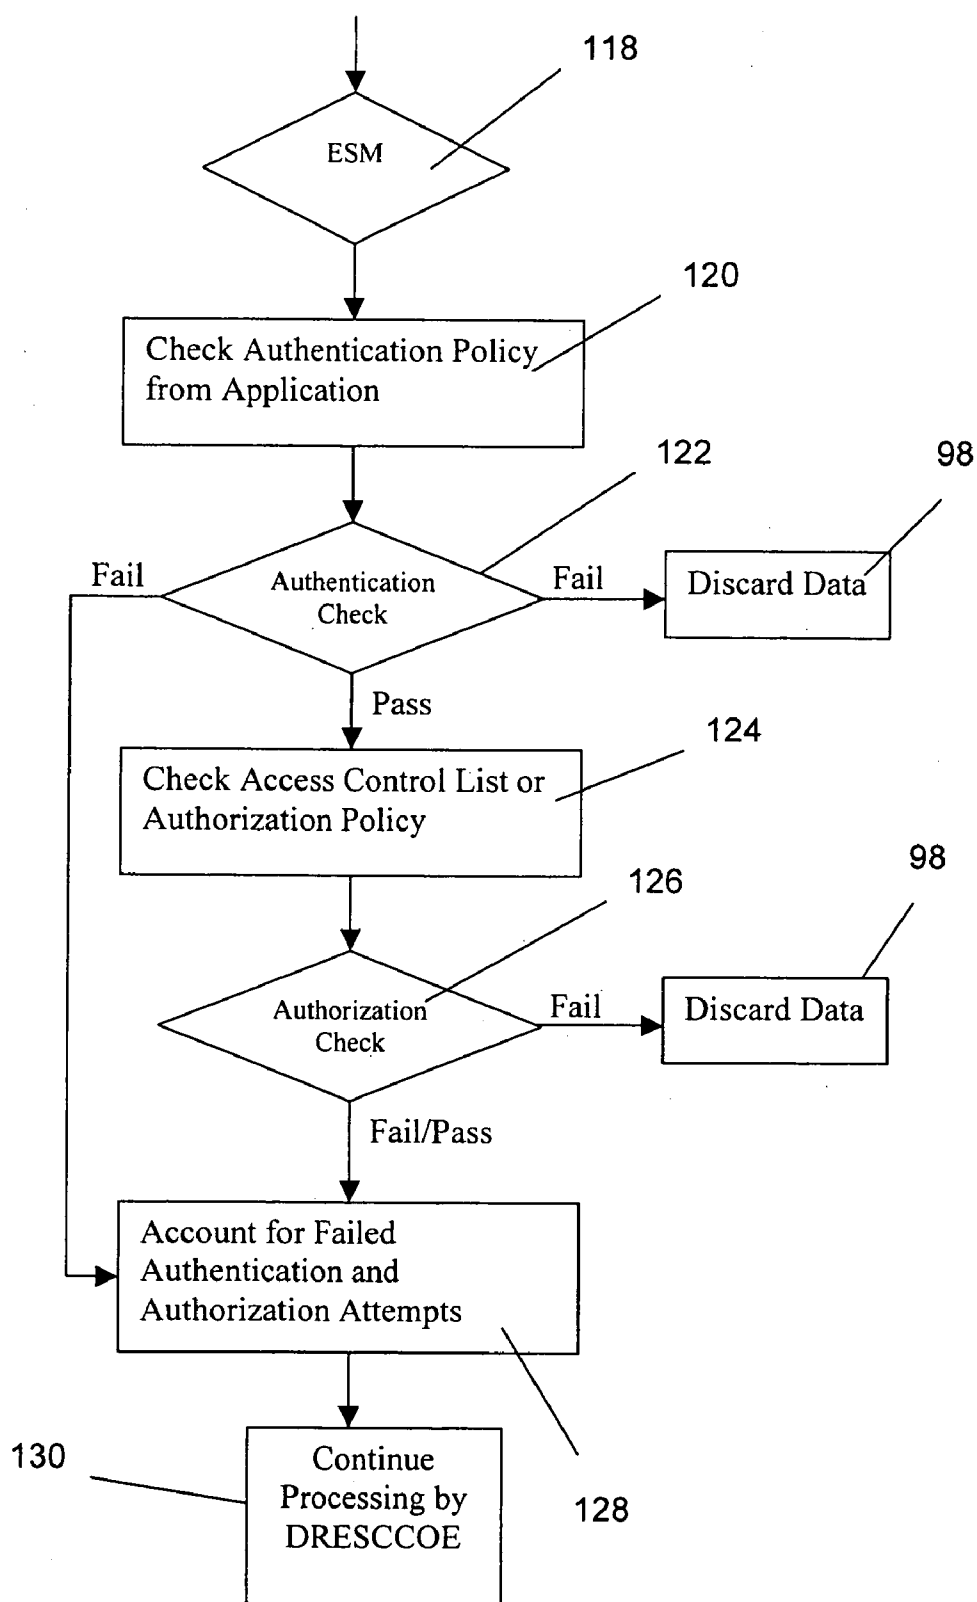 118
ESM
120
Check Authentication Policy
from Application
122
98
Fail
Authentication
Check
Fail
Discard Data
Pass
124
Check Access Control List or
Authorization Policy
98
126
Authorization
Check
Fail
Discard Data
Fail/Pass
Account for Failed
Authentication and
Authorization Attempts
130
Continue
Processing by
DRESCCOE
128